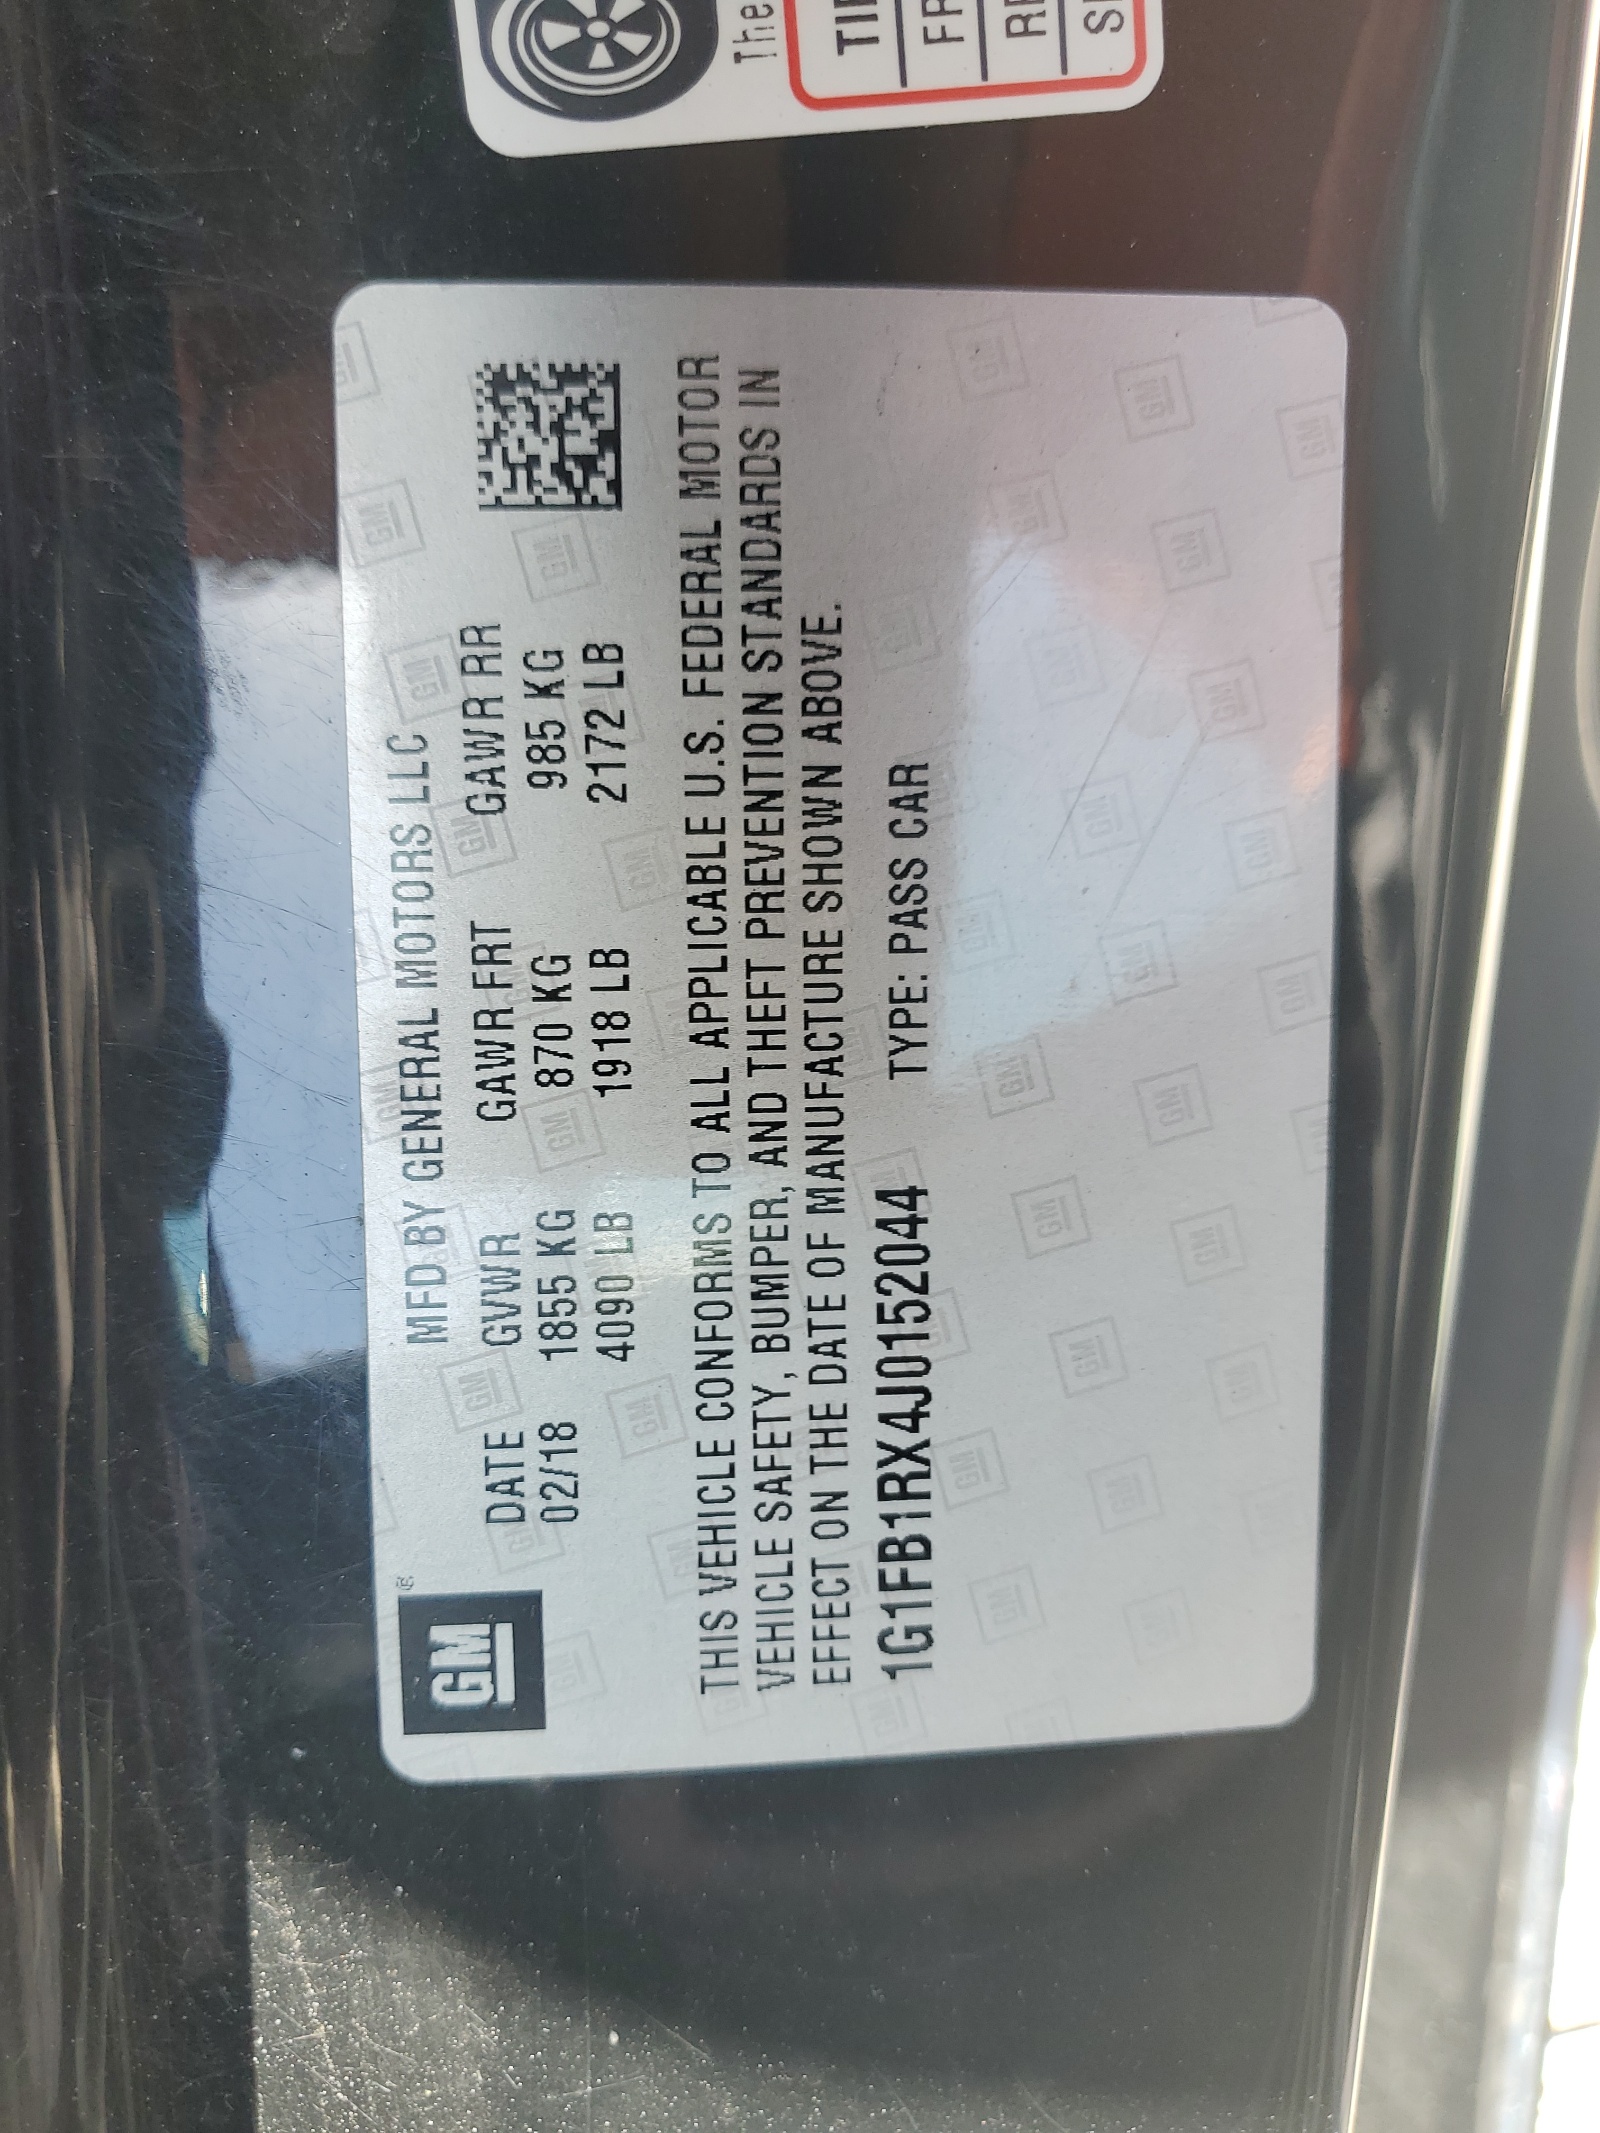 GM ®
MFD BY GENERAL MOTORS LLC
DATE GVWR GAWR FRT GAWR RR
02/18 1855 KG 870 KG 985 KG
4090 LB 1918 LB 2172 LB
THIS VEHICLE CONFORMS TO ALL APPLICABLE U.S. FEDERAL MOTOR
VEHICLE SAFETY, BUMPER, AND THEFT PREVENTION STANDARDS IN
EFFECT ON THE DATE OF MANUFACTURE SHOWN ABOVE.
1G1FB1RX4J0152044 TYPE: PASS CAR
The